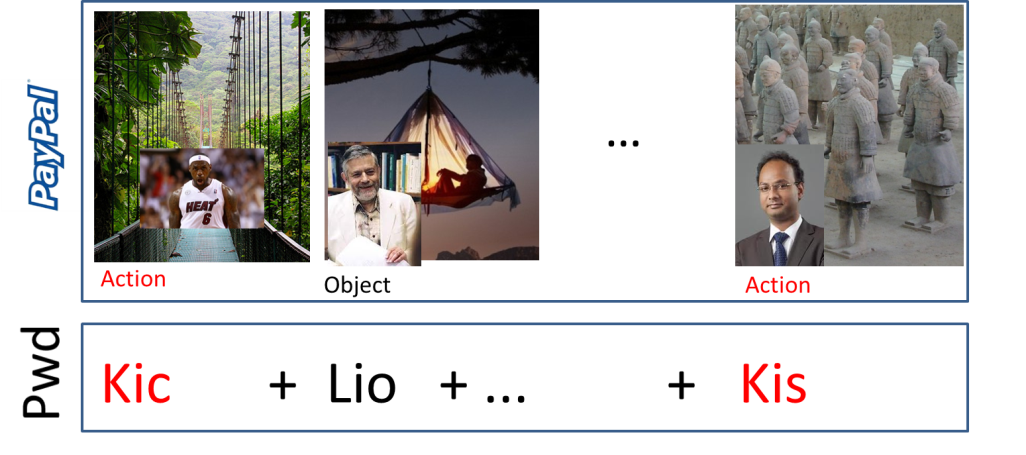 PayPal
HEAT
6
...
Action
Object
Action
Pwd
Kic + Lio + ... + Kis